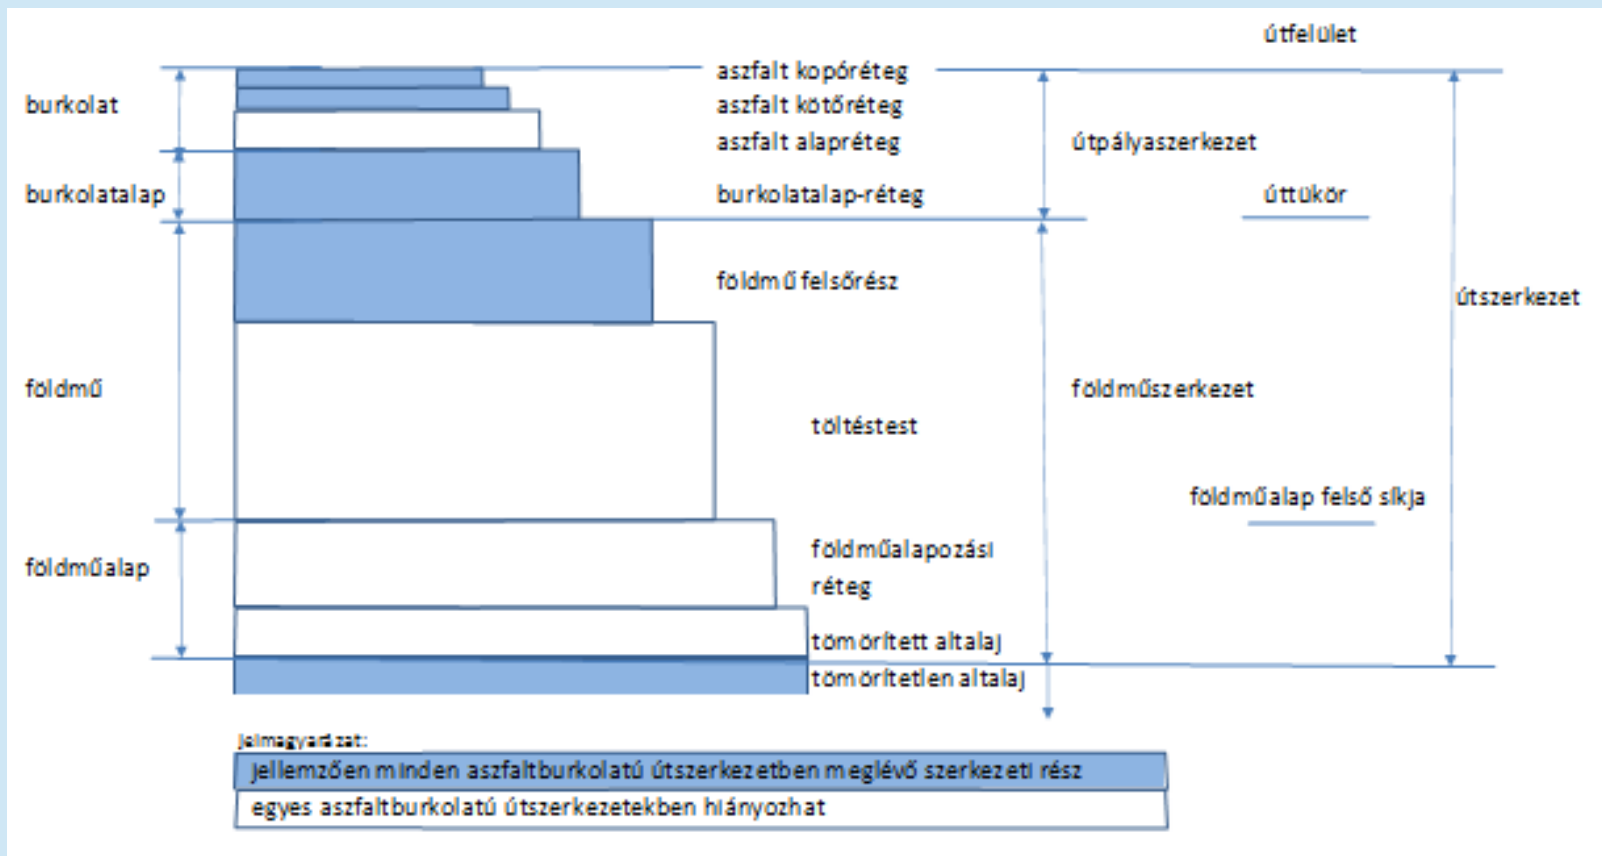 útfelület
aszfalt kopóréteg
burkolat
aszfalt kötőréteg
aszfalt alapréteg
útpályaszerkezet
burkolatalap
burkolatalap-réteg
úttükör
földmű felsőrész
útszerkezet
földmű
földműszerkezet
töltéstest
földműalap felső síkja
földműalap
földműalapozási
réteg
tömörített altalaj
tömörítetlen altalaj
Jelmagyarázat:
jellemzően minden aszfaltburkolatú útszerkezetben meglévő szerkezeti rész
egyes aszfaltburkolatú útszerkezetekben hiányozhat